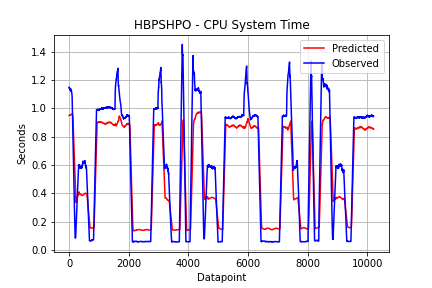 HBPSHPO - CPU System Time
Predicted
Observed
Seconds
1.4
1.2
1.0
0.8
0.6
0.4
0.2
0.0
0 2000 4000 6000 8000 10000
Datapoint